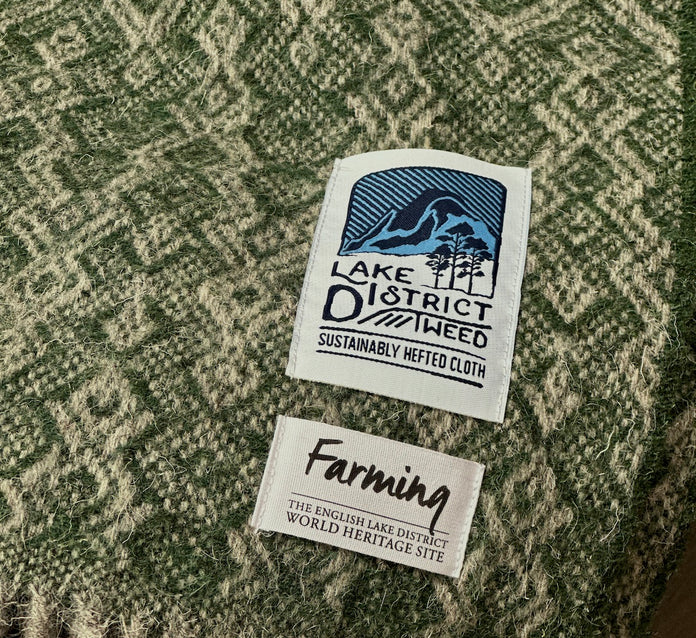 LAKE
DISTRICT
TWEED
SUSTAINABLY HEFTED CLOTH
Farming
THE ENGLISH LAKE DISTRICT
WORLD HERITAGE SITE